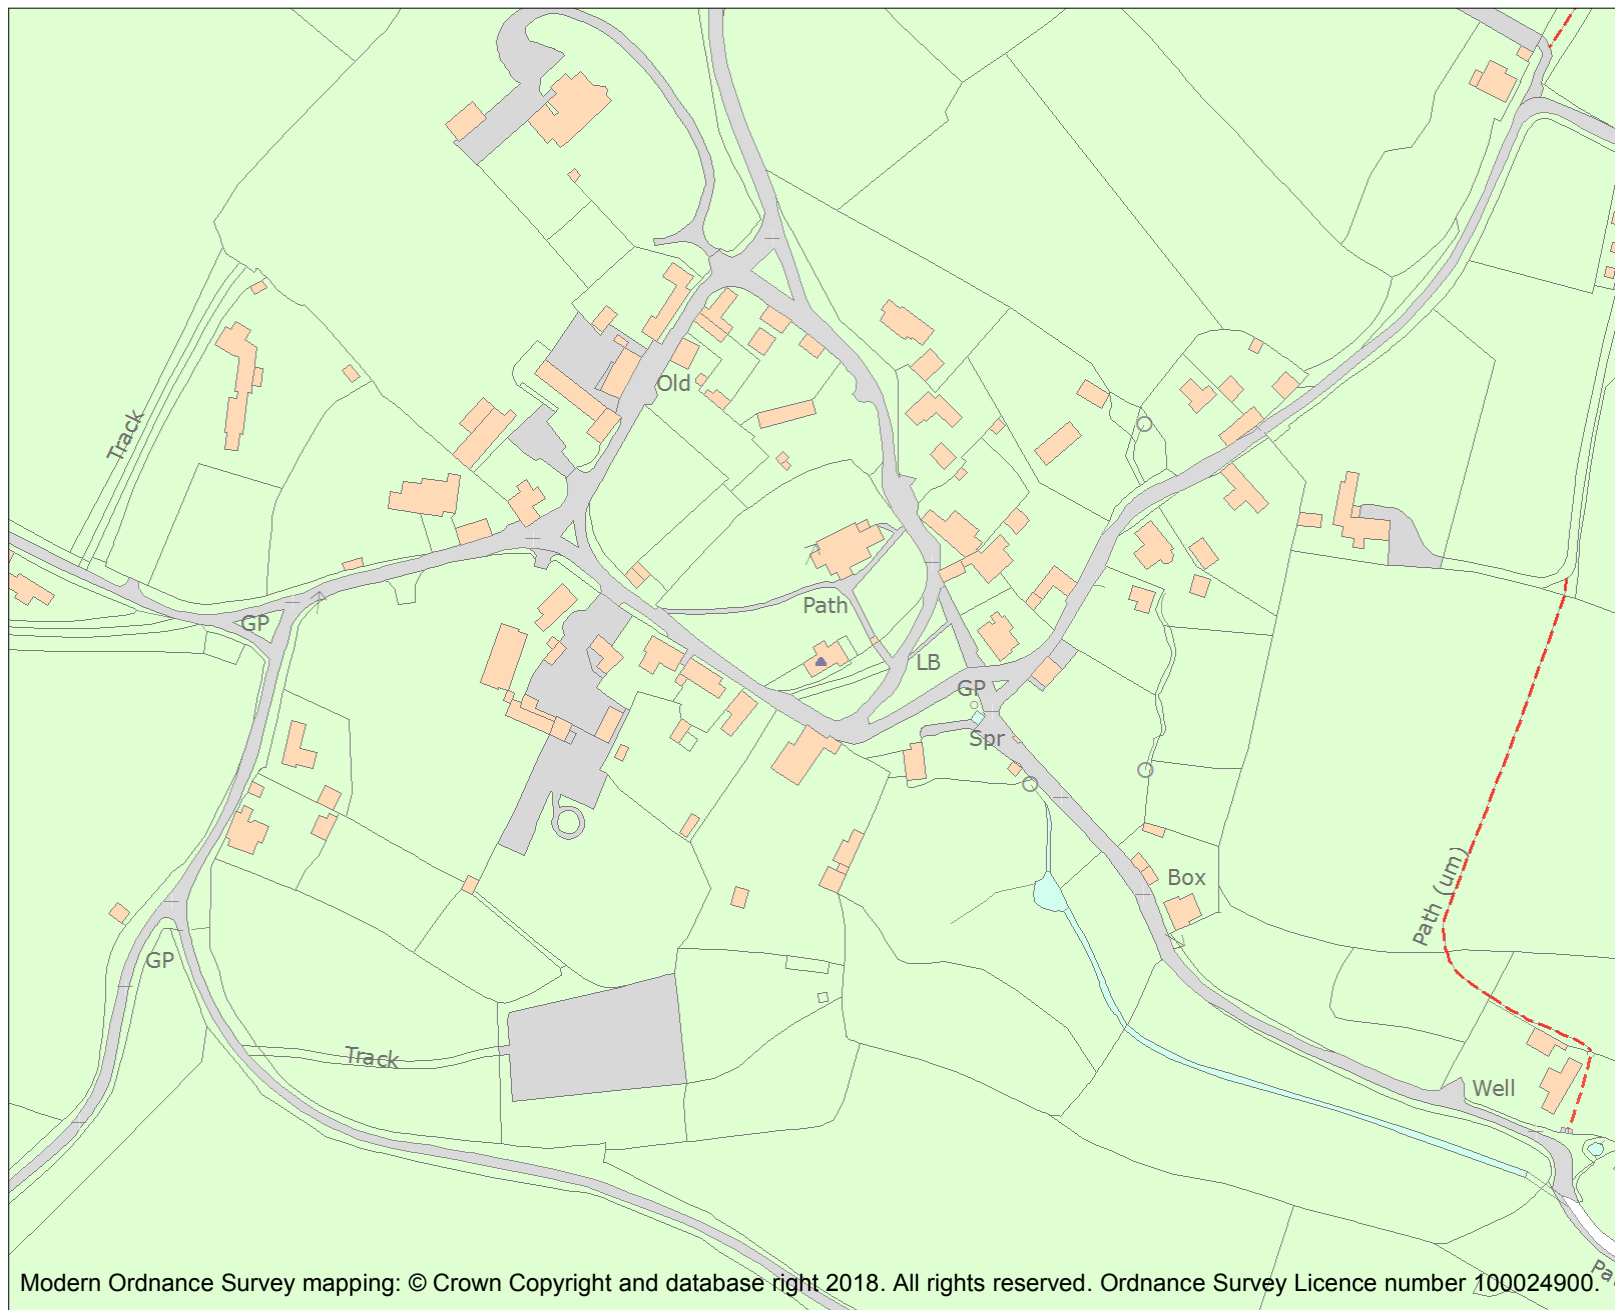 Old
Track
Path
GP
LB
GP
Spr
Path (um)
Box
GP
Track
Well
Modern Ordnance Survey mapping: © Crown Copyright and database right 2018. All rights reserved. Ordnance Survey Licence number 100024900.